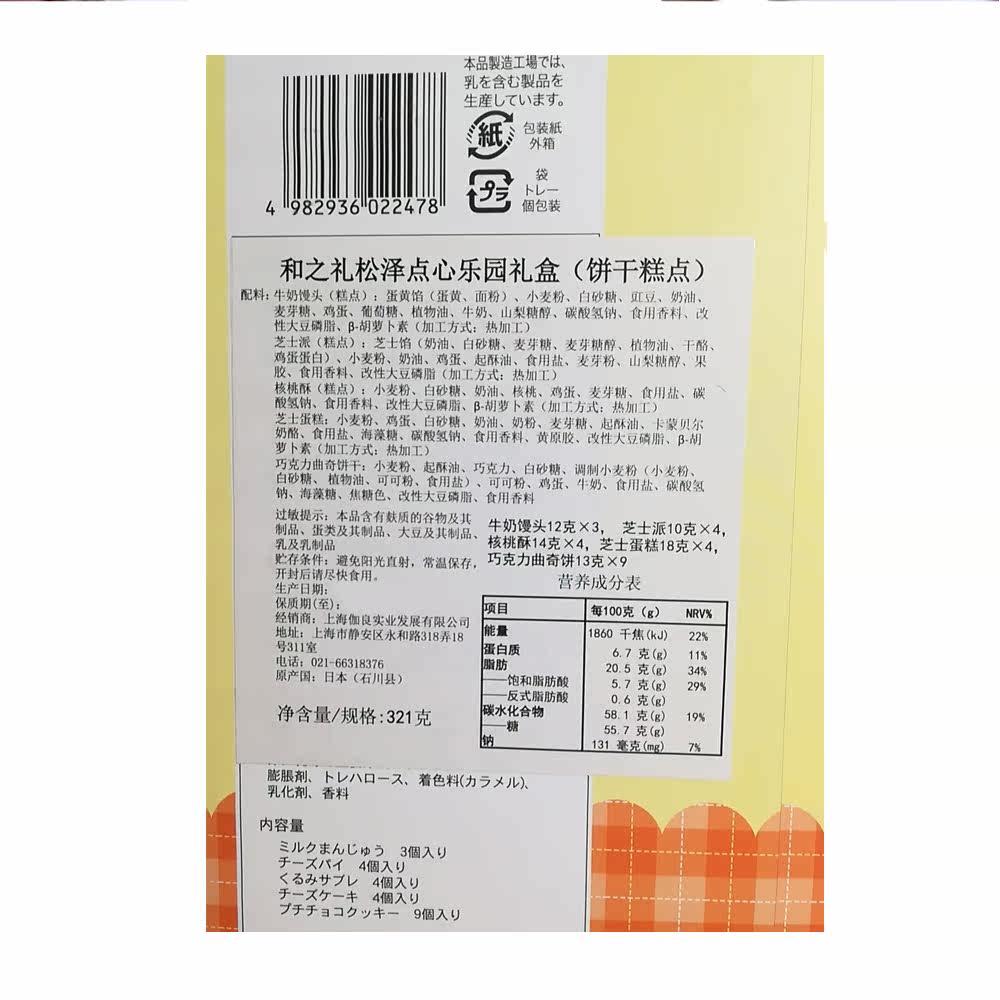 本品製造工場では、
乳を含む製品を
生産しています。
紙
包装紙
外箱
プラ
袋
トレー
個包装
4 982936 022478
和之礼松泽点心乐园礼盒（饼干糕点）
配料：牛奶馒头（糕点）：蛋黄馅（蛋黄、面粉）、小麦粉、白砂糖、豇豆、奶油、
麦芽糖、鸡蛋、葡萄糖、植物油、牛奶、山梨糖醇、碳酸氢钠、食用香料、改
性大豆磷脂、β-胡萝卜素（加工方式：热加工）
芝士派（糕点）：芝士馅（奶油、白砂糖、麦芽糖、麦芽糖醇、植物油、干酪、
鸡蛋蛋白）、小麦粉、奶油、鸡蛋、起酥油、食用盐、麦芽粉、山梨糖醇、果
胶、食用香料、改性大豆磷脂（加工方式：热加工）
核桃酥（糕点）：小麦粉、白砂糖、奶油、核桃、鸡蛋、麦芽糖、食用盐、碳
酸氢钠、食用香料、改性大豆磷脂、β-胡萝卜素（加工方式：热加工）
芝士蛋糕：小麦粉、鸡蛋、白砂糖、奶油、奶粉、麦芽糖、起酥油、卡蒙贝尔
奶酪、食用盐、海藻糖、碳酸氢钠、食用香料、黄原胶、改性大豆磷脂、β-胡
萝卜素（加工方式：热加工）
巧克力曲奇饼干：小麦粉、起酥油、巧克力、白砂糖、调制小麦粉（小麦粉、
白砂糖、植物油、可可粉、食用盐）、可可粉、鸡蛋、牛奶、食用盐、碳酸氢
钠、海藻糖、焦糖色、改性大豆磷脂、食用香料
过敏提示：本品含有麸质的谷物及其
制品、蛋类及其制品、大豆及其制品、
乳及乳制品
贮存条件：避免阳光直射，常温保存，
开封后请尽快食用。
生产日期：
保质期(至)：
经销商：上海伽良实业发展有限公司
地址：上海市静安区永和路318弄18
号311室
电话：021-66318376
原产国：日本（石川县）
净含量/规格:321克
牛奶馒头12克×3， 芝士派10克×4，
核桃酥14克×4，芝士蛋糕18克×4，
巧克力曲奇饼13克×9
营养成分表
项目 每100克（g） NRV%
能量 1860 千焦(kJ) 22%
蛋白质 6.7 克(g) 11%
脂肪 20.5 克(g) 34%
——饱和脂肪酸 5.7 克(g) 29%
——反式脂肪酸 0.6 克(g)
碳水化合物 58.1 克(g) 19%
——糖 55.7 克(g)
钠 131 毫克(mg) 7%
膨脹剤、トレハロース、着色料(カラメル)、
乳化剤、香料
内容量
ミルクまんじゅう 3個入り
チーズパイ 4個入り
くるみサブレ 4個入り
チーズケーキ 4個入り
プチチョコクッキー 9個入り